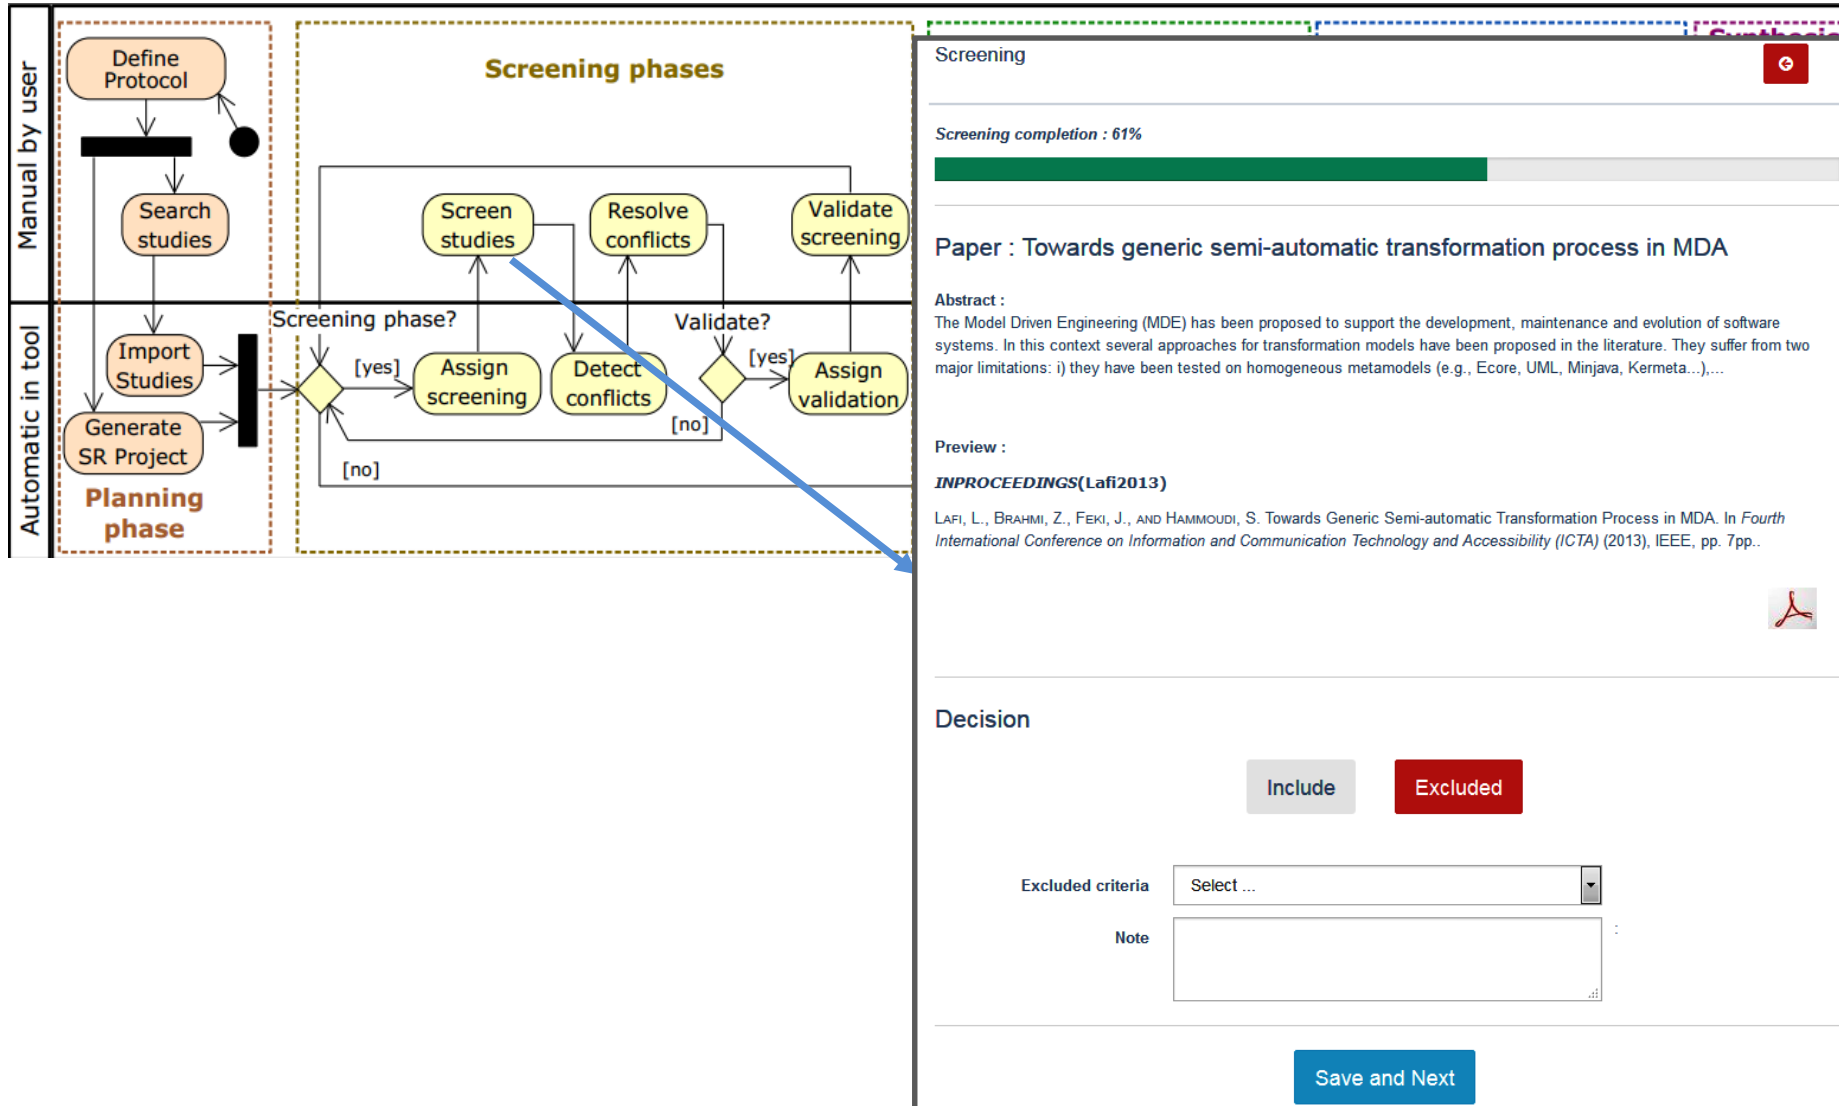 Manual by user
Automatic in tool
Define
Protocol
Search
studies
Import
Studies
Generate
SR Project
Planning
phase
Screening phases
Screen
studies
Resolve
conflicts
Validate
screening
Screening phase?
Validate?
[yes]
Assign
screening
Detect
conflicts
[yes]
Assign
validation
[no]
[no]
Screening
Screening completion : 61%
Paper : Towards generic semi-automatic transformation process in MDA
Abstract :
The Model Driven Engineering (MDE) has been proposed to support the development, maintenance and evolution of software
systems. In this context several approaches for transformation models have been proposed in the literature. They suffer from two
major limitations: i) they have been tested on homogeneous metamodels (e.g., Ecore, UML, Minjava, Kermeta...),...
Preview :
INPROCEEDINGS(Lafi2013)
LAFI, L., BRAHMI, Z., FEKI, J., AND HAMMOUDI, S. Towards Generic Semi-automatic Transformation Process in MDA. In Fourth
International Conference on Information and Communication Technology and Accessibility (ICTA) (2013), IEEE, pp. 7pp..
Decision
Include
Excluded
Excluded criteria
Select ...
Note
:
Save and Next